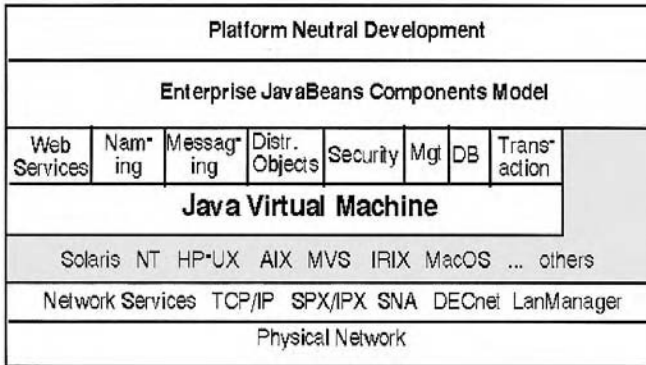 Platform Neutral Development
Enterprise JavaBeans Components Model
Web Services
Nam-
ing
Messag-
ing
Distr.
Objects
Security
Mgt
DB
Trans-
action
Java Virtual Machine
Solaris NT HP-UX AIX MVS IRIX MacOS ... others
Network Services TCP/IP SPX/IPX SNA DECnet LanManager
Physical Network